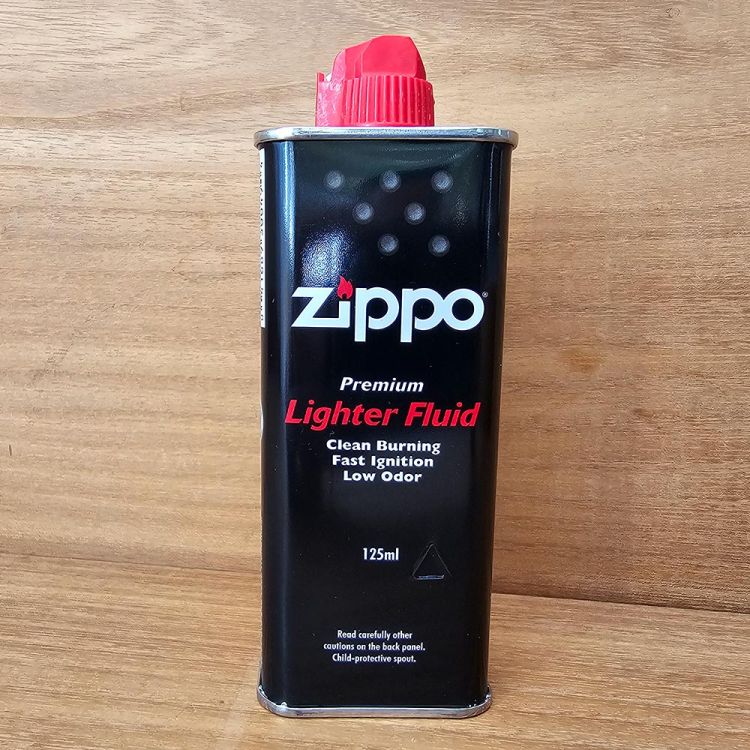 zippo®
Premium
Lighter Fluid
Clean Burning
Fast Ignition
Low Odor
125ml
Read carefully other
cautions on the back panel.
Child-protective spout.